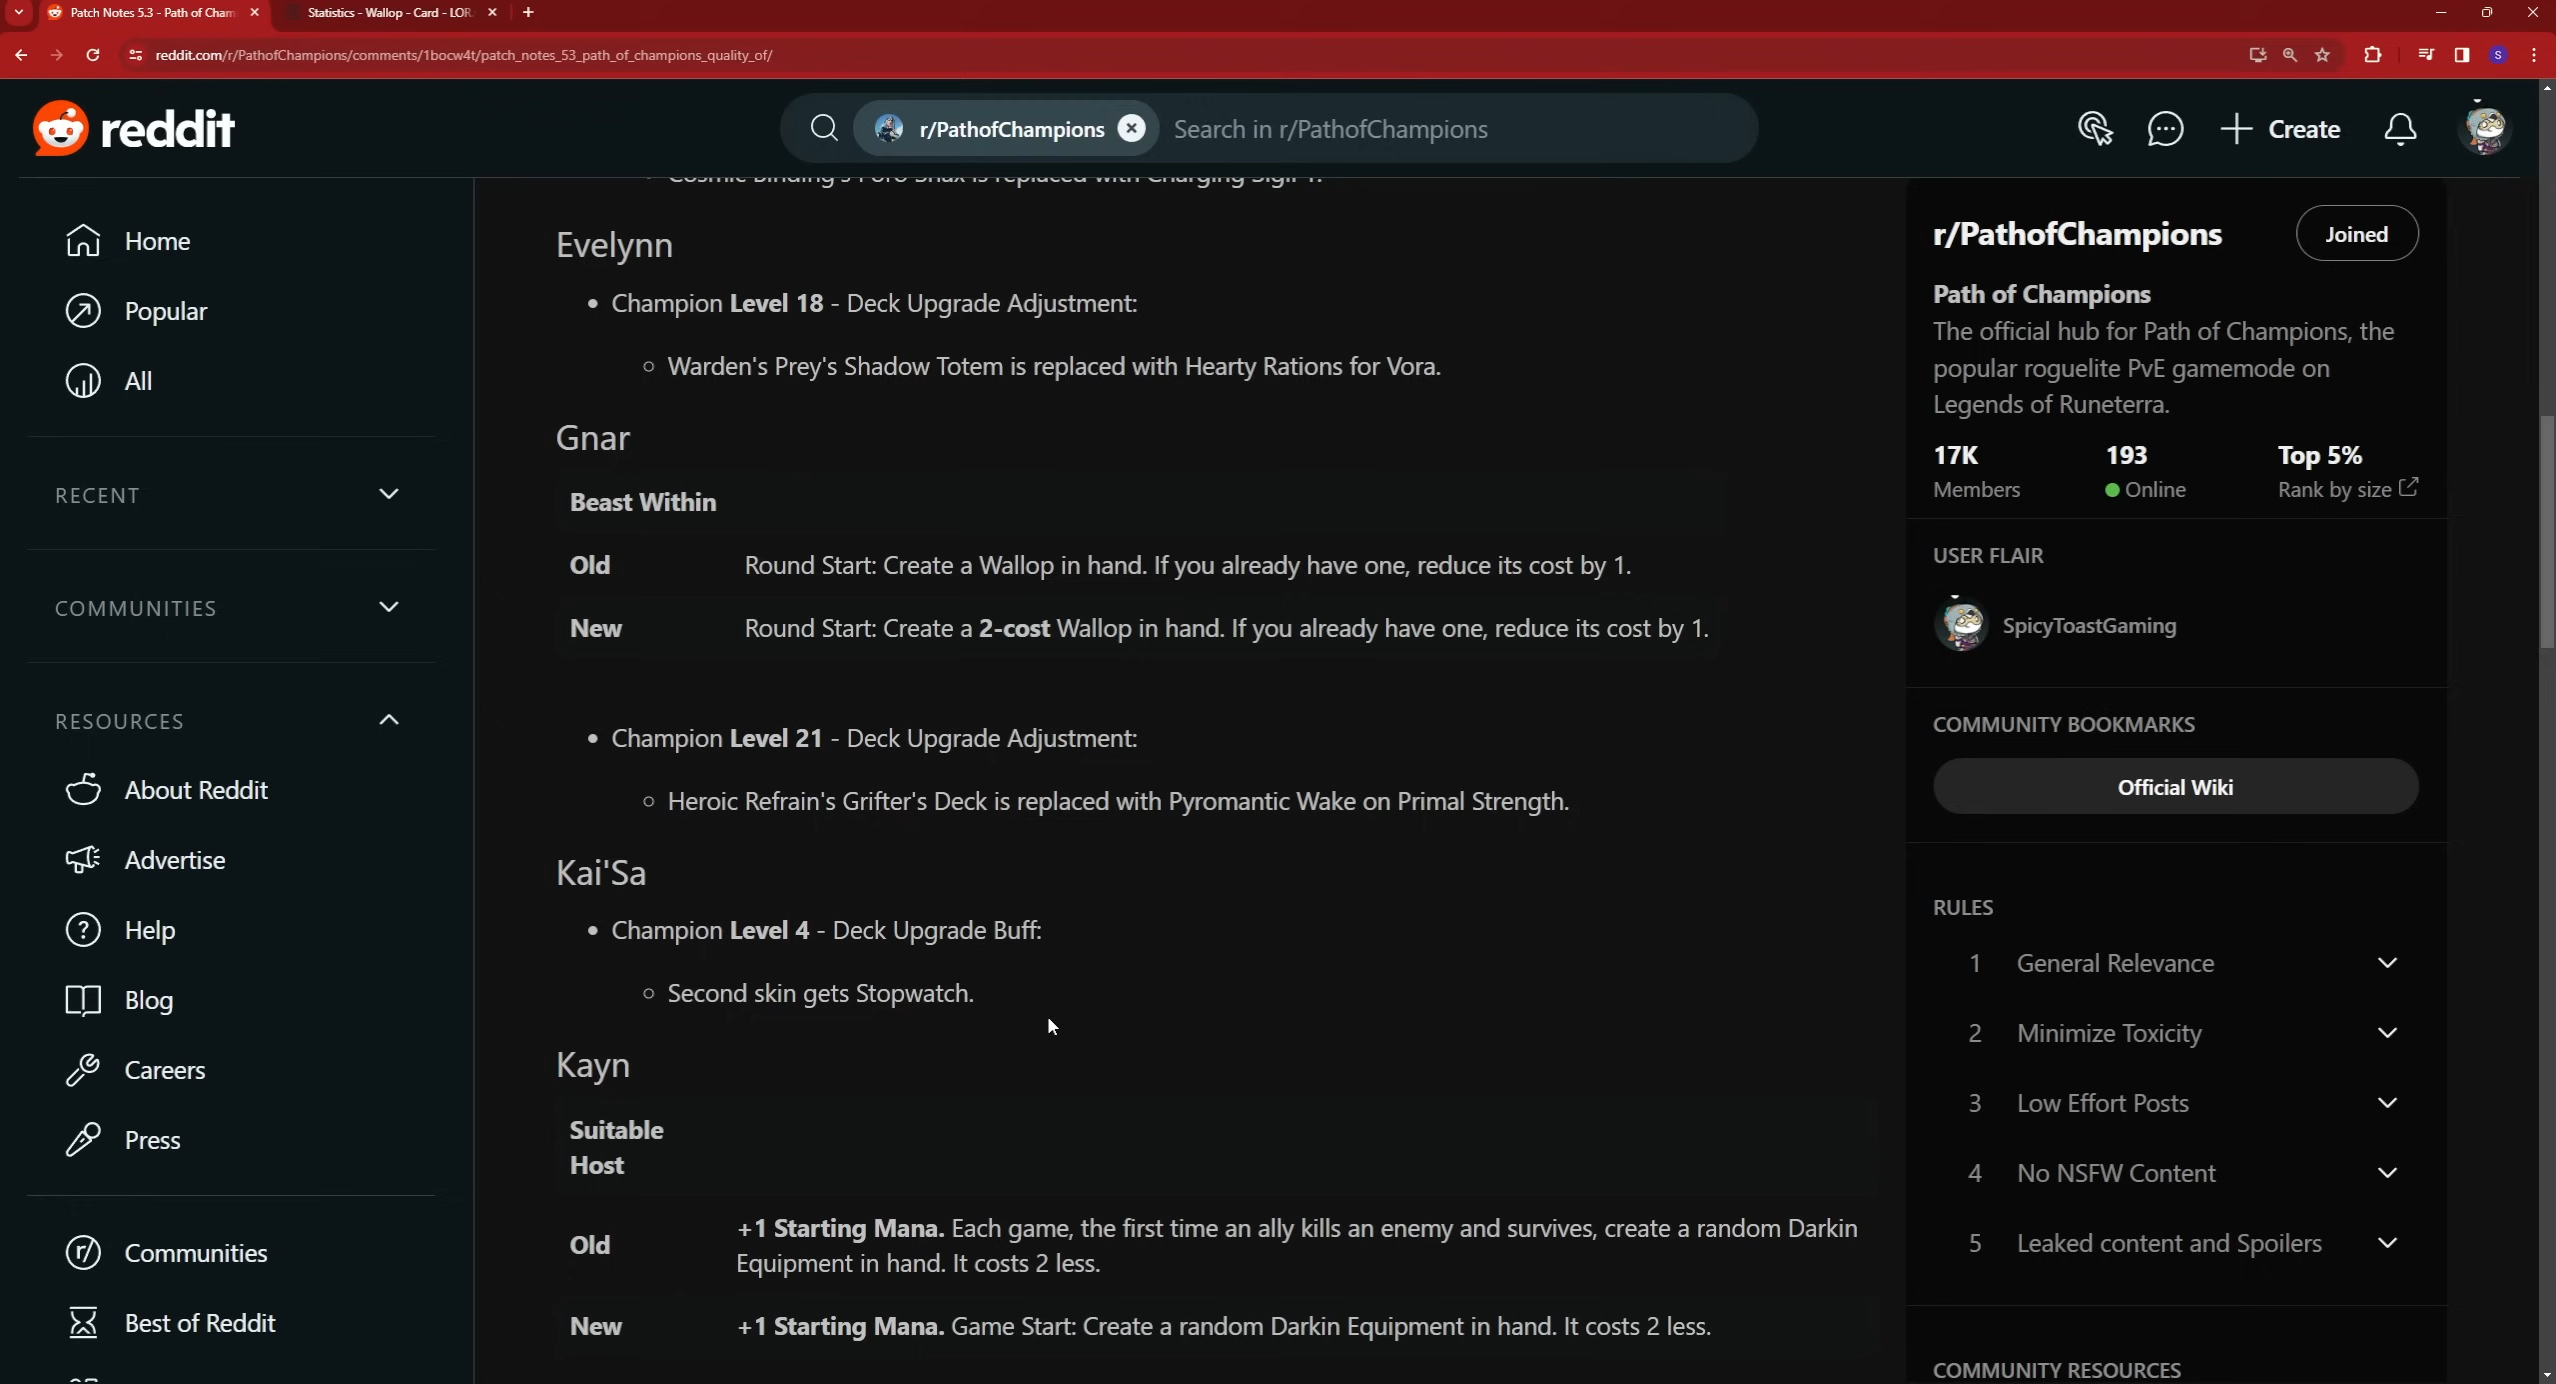 Patch Notes 5.3 - Path of Cham
Statistics - Wallop - Card - LOR
reddit.com/r/PathofChampions/comments/1bocw4t/patch_notes_53_path_of_champions_quality_of/
S
reddit
r/PathofChampions
Search in r/PathofChampions
Create
Home
Popular
All
RECENT
COMMUNITIES
RESOURCES
About Reddit
Advertise
Help
Blog
Careers
Press
Communities
Best of Reddit
Cosmic Binding's Poro Snax is replaced with Charging Sigil 1.
Evelynn
• Champion Level 18 - Deck Upgrade Adjustment:
○ Warden's Prey's Shadow Totem is replaced with Hearty Rations for Vora.
Gnar
Beast Within
Old Round Start: Create a Wallop in hand. If you already have one, reduce its cost by 1.
New Round Start: Create a 2-cost Wallop in hand. If you already have one, reduce its cost by 1.
• Champion Level 21 - Deck Upgrade Adjustment:
○ Heroic Refrain's Grifter's Deck is replaced with Pyromantic Wake on Primal Strength.
Kai'Sa
• Champion Level 4 - Deck Upgrade Buff:
○ Second skin gets Stopwatch.
Kayn
Suitable
Host
Old +1 Starting Mana. Each game, the first time an ally kills an enemy and survives, create a random Darkin
Equipment in hand. It costs 2 less.
New +1 Starting Mana. Game Start: Create a random Darkin Equipment in hand. It costs 2 less.
r/PathofChampions
Joined
Path of Champions
The official hub for Path of Champions, the
popular roguelite PvE gamemode on
Legends of Runeterra.
17K 193 Top 5%
Members Online Rank by size
USER FLAIR
SpicyToastGaming
COMMUNITY BOOKMARKS
Official Wiki
RULES
1 General Relevance
2 Minimize Toxicity
3 Low Effort Posts
4 No NSFW Content
5 Leaked content and Spoilers
COMMUNITY RESOURCES